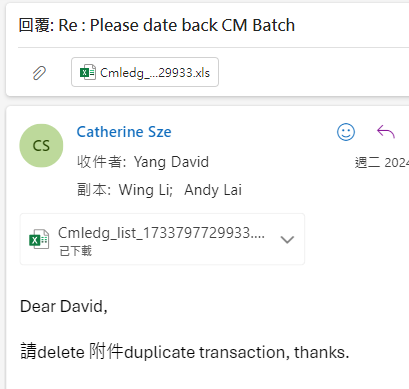 回覆: Re : Please date back CM Batch
Cmledg_...29933.xls
CS
Catherine Sze
收件者: Yang David
週二 2024
副本: Wing Li; Andy Lai
Cmledg_list_1733797729933....
已下載
Dear David,
請delete 附件duplicate transaction, thanks.